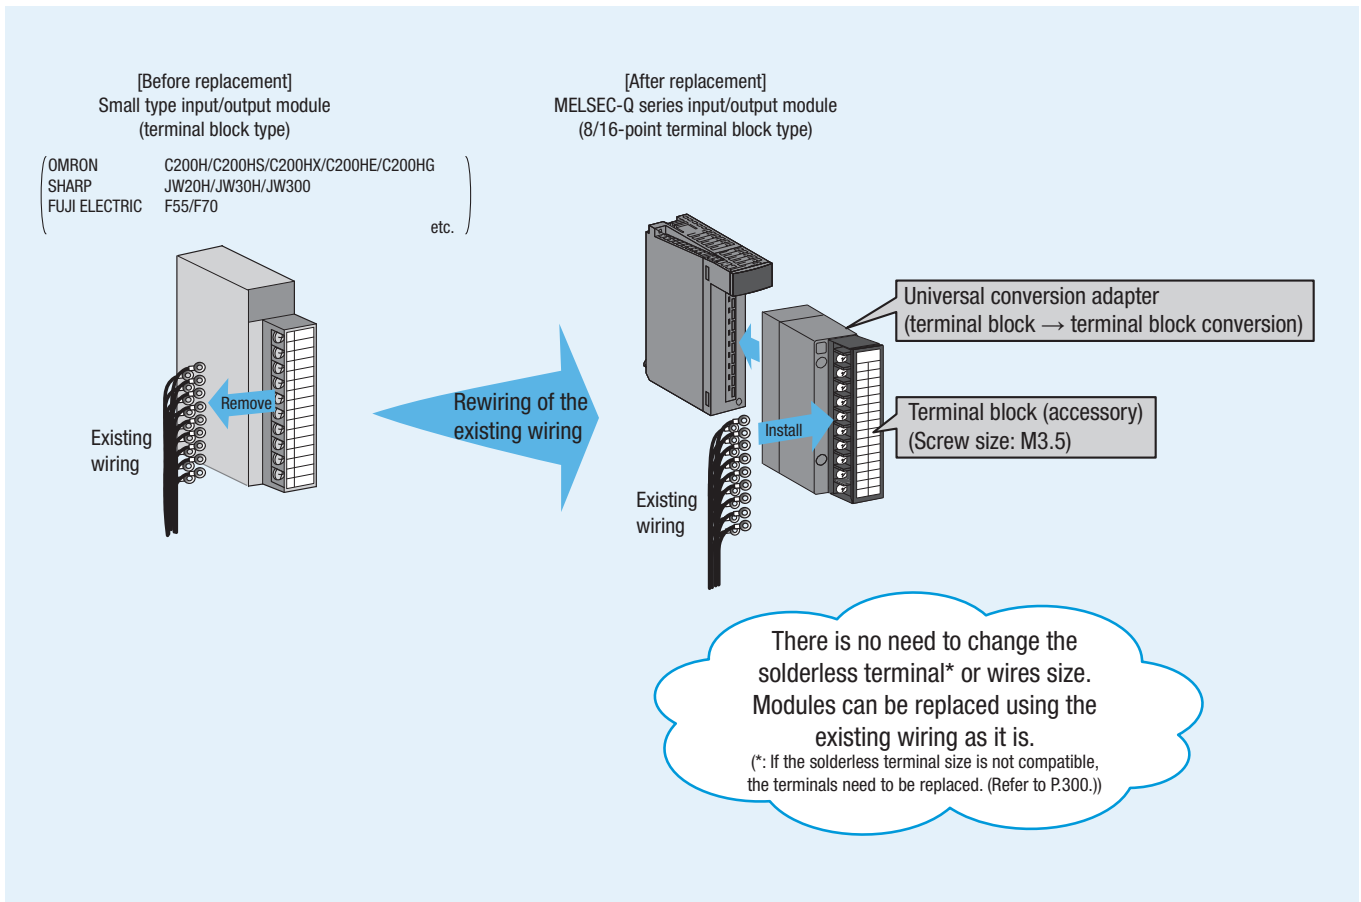 [Before replacement]
Small type input/output module
(terminal block type)
OMRON C200H/C200HS/C200HX/C200HE/C200HG
SHARP JW20H/JW30H/JW300
FUJI ELECTRIC F55/F70
etc.
Remove
Existing
wiring
Rewiring of the
existing wiring
[After replacement]
MELSEC-Q series input/output module
(8/16-point terminal block type)
Universal conversion adapter
(terminal block → terminal block conversion)
Terminal block (accessory)
(Screw size: M3.5)
Install
Existing
wiring
There is no need to change the
solderless terminal* or wires size.
Modules can be replaced using the
existing wiring as it is.
(*: If the solderless terminal size is not compatible,
the terminals need to be replaced. (Refer to P.300.))